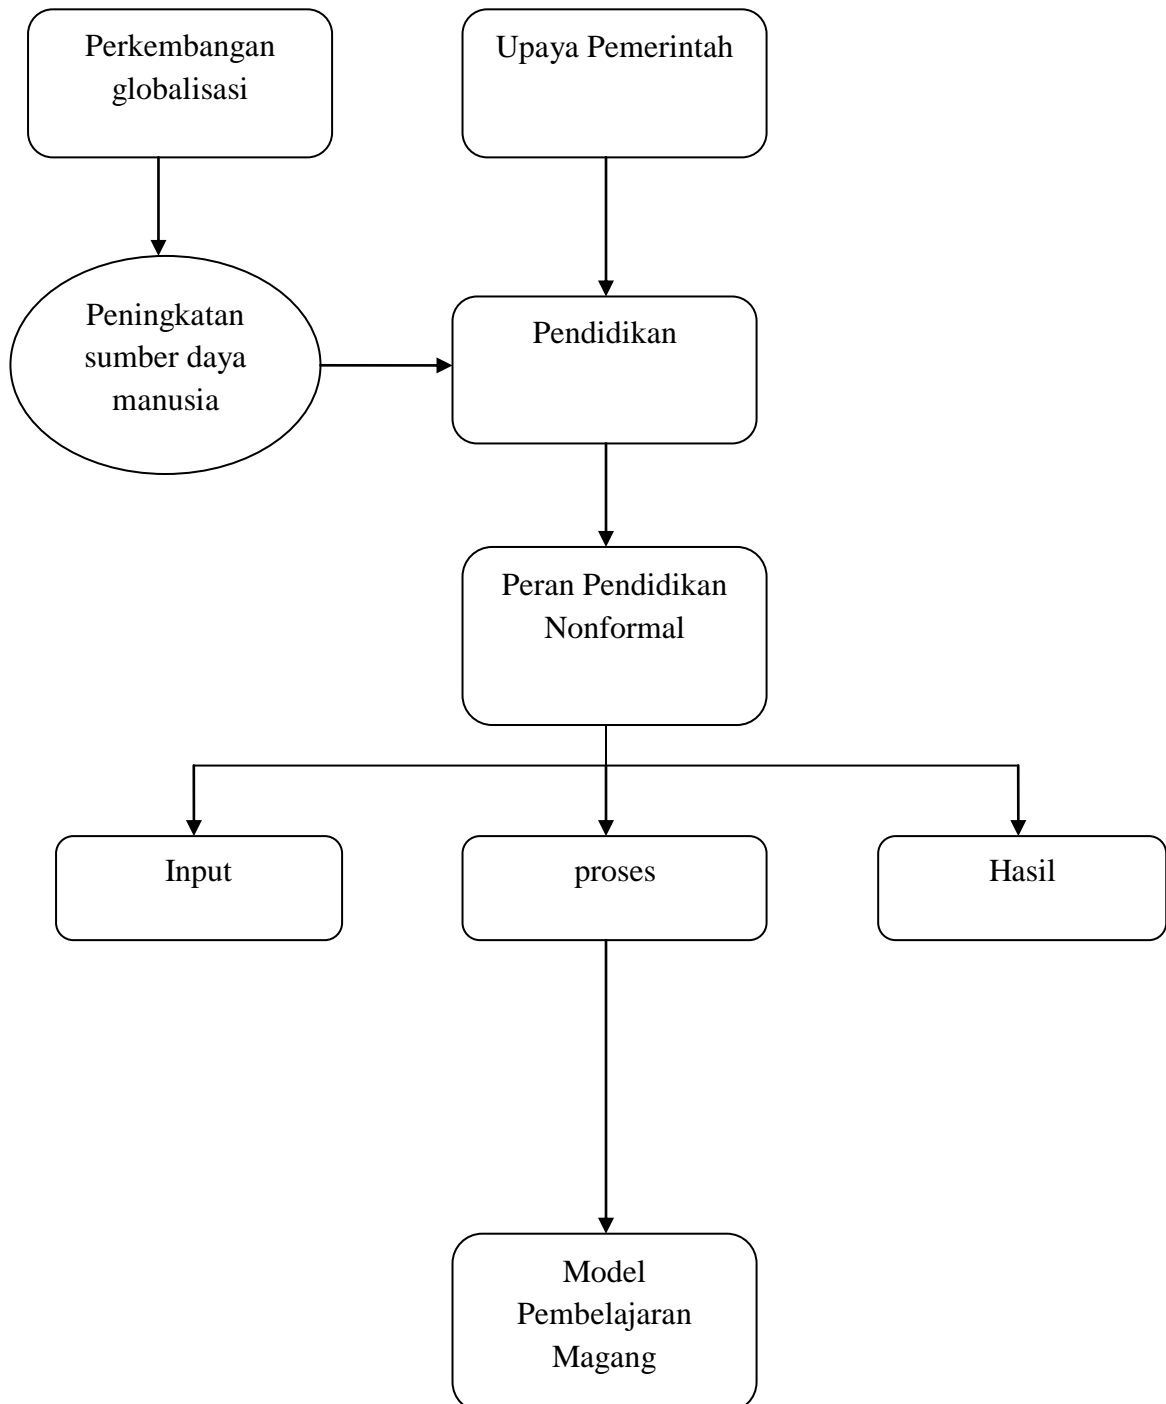 Perkembangan
globalisasi
Upaya Pemerintah
Peningkatan
sumber daya
manusia
Pendidikan
Peran Pendidikan
Nonformal
Input
proses
Hasil
Model
Pembelajaran
Magang